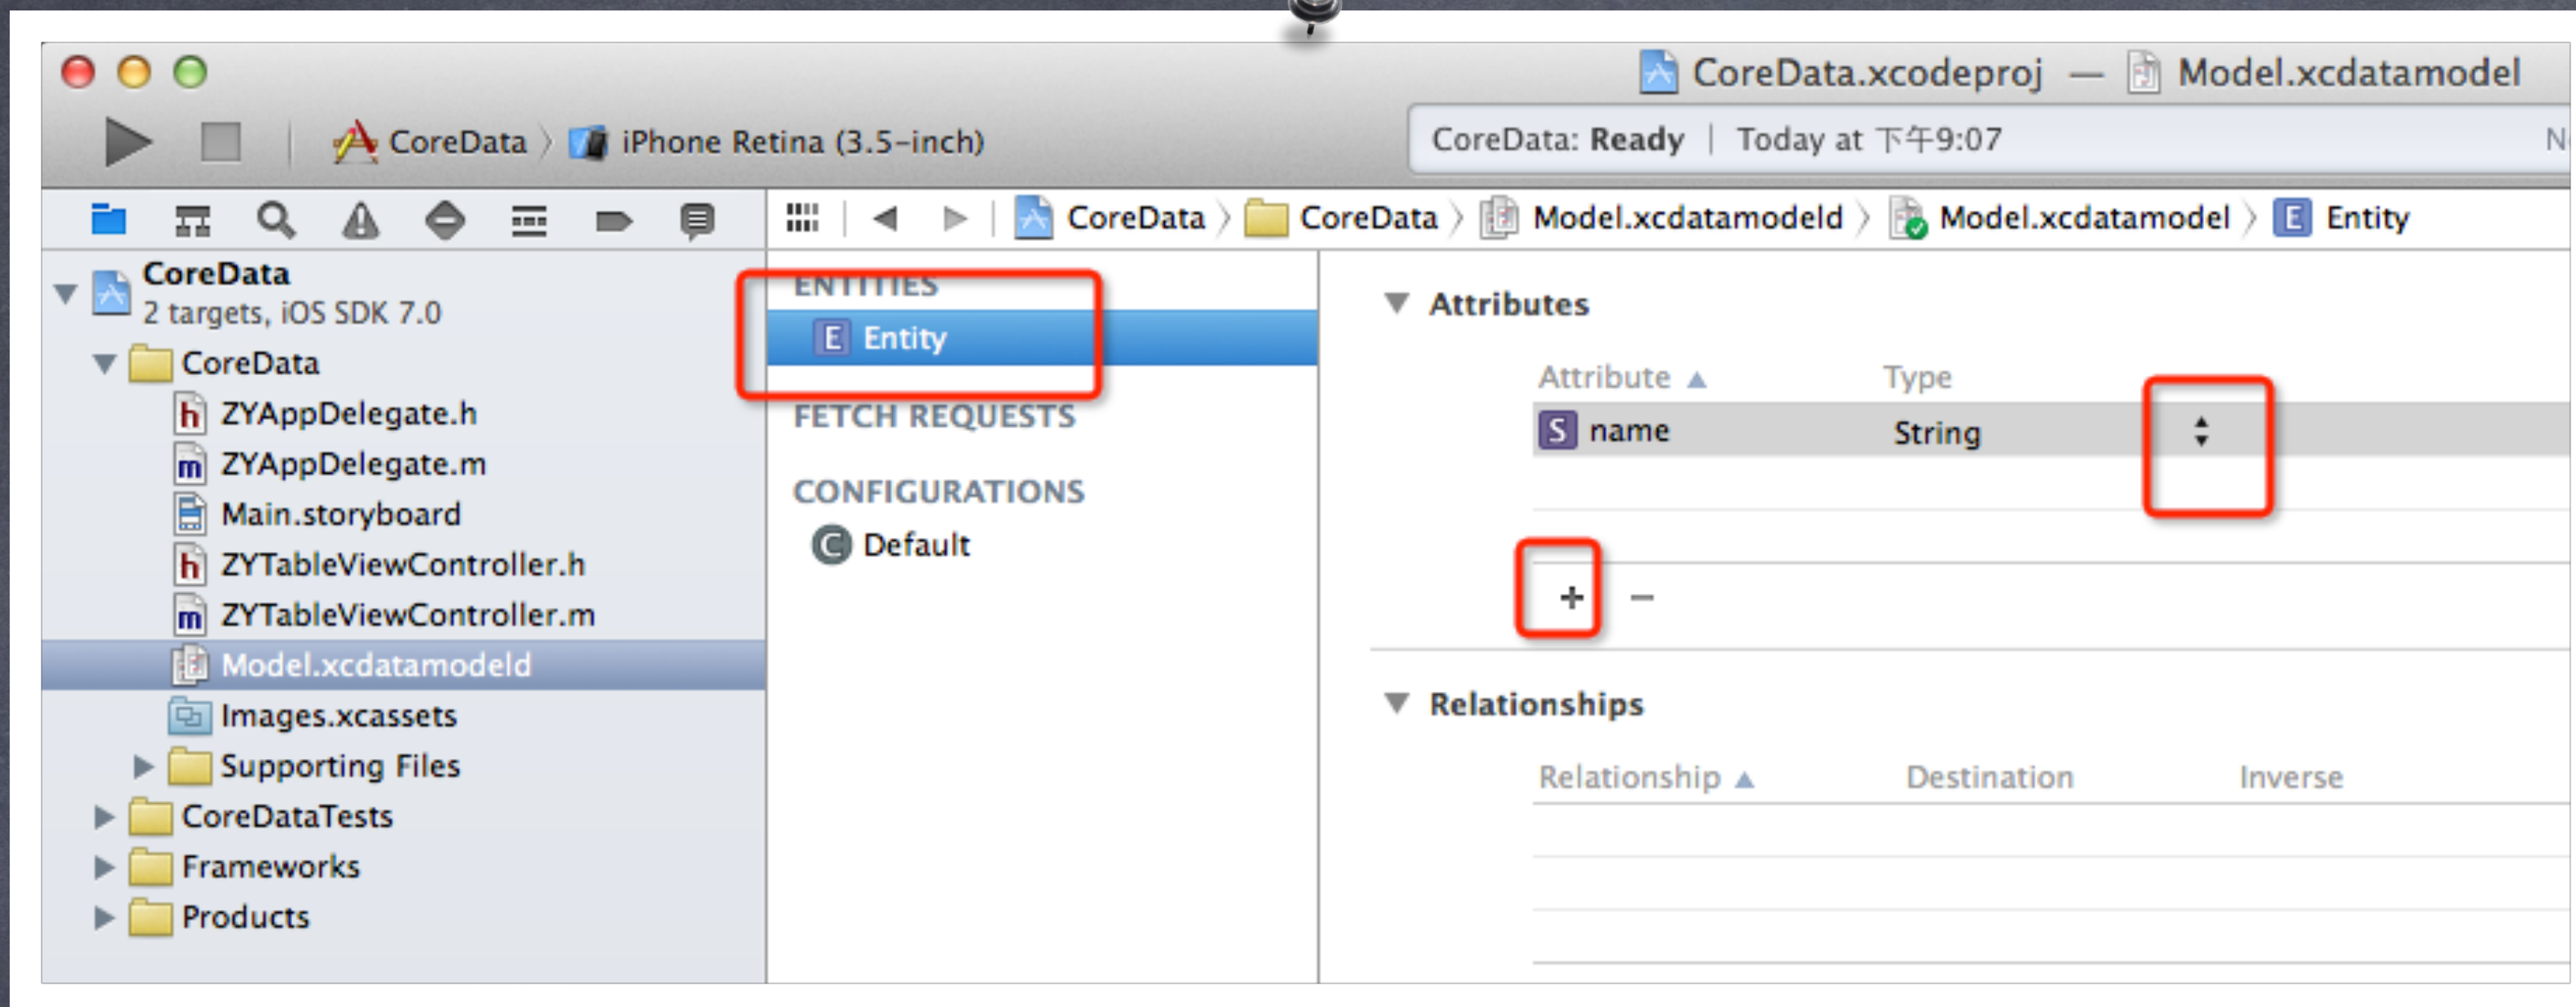 CoreData.xcodeproj — Model.xcdatamodel
CoreData 〉 iPhone Retina (3.5-inch)
CoreData: Ready | Today at 下午9:07
CoreData 〉 CoreData 〉 Model.xcdatamodeld 〉 Model.xcdatamodel 〉 E Entity
CoreData
2 targets, iOS SDK 7.0
CoreData
h ZYAppDelegate.h
m ZYAppDelegate.m
Main.storyboard
h ZYTableViewController.h
m ZYTableViewController.m
Model.xcdatamodeld
Images.xcassets
Supporting Files
CoreDataTests
Frameworks
Products
ENTITIES
E Entity
FETCH REQUESTS
CONFIGURATIONS
C Default
Attributes
Attribute Type
S name String
+ −
Relationships
Relationship Destination Inverse